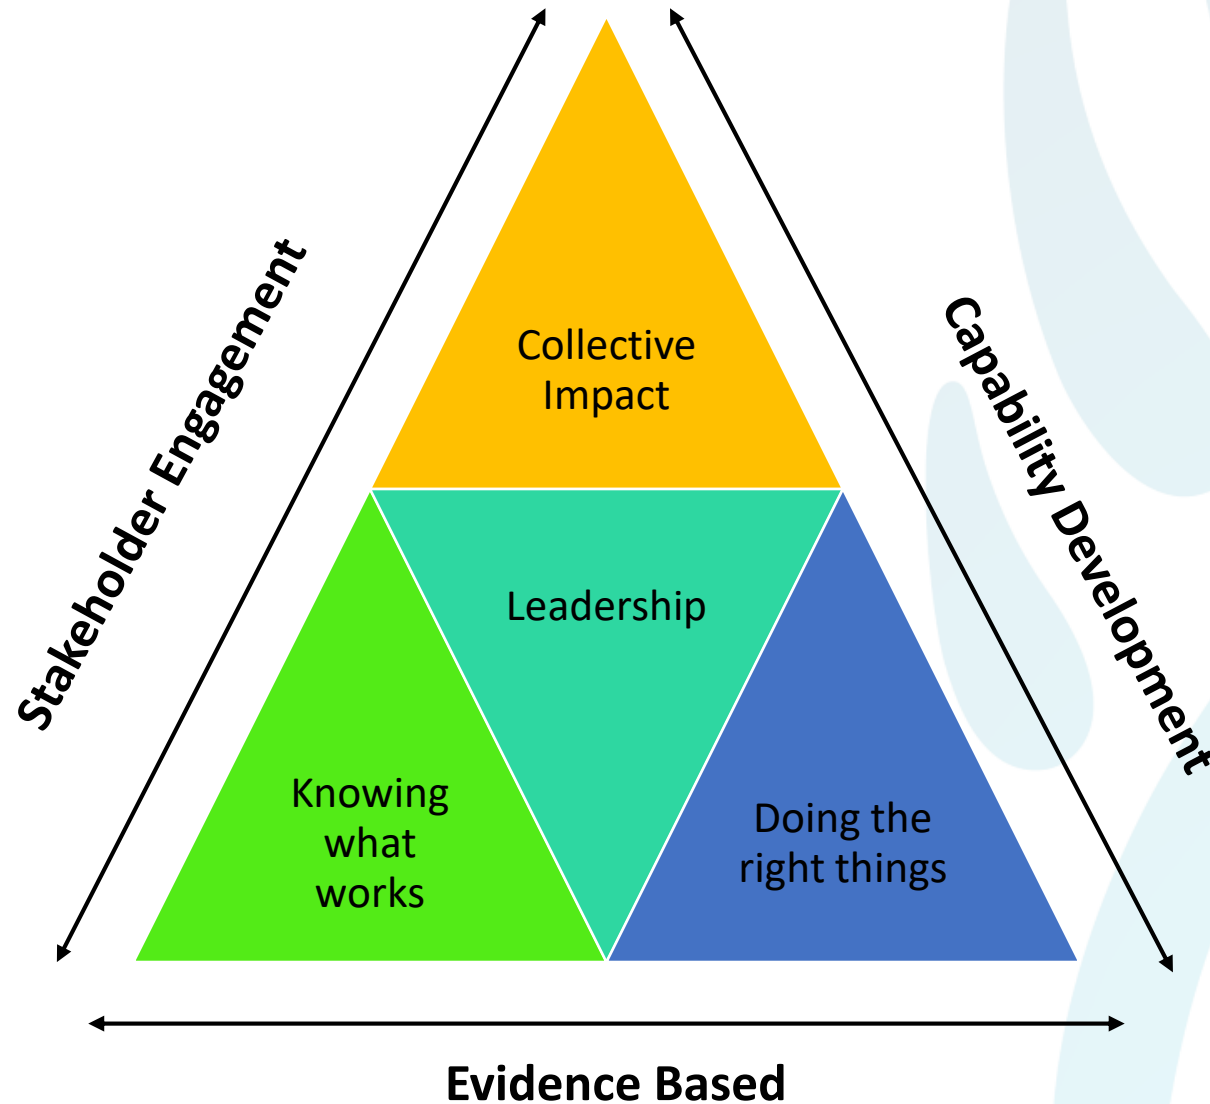 Stakeholder Engagement
Capability Development
Collective
Impact
Leadership
Knowing
what
works
Doing the
right things
Evidence Based